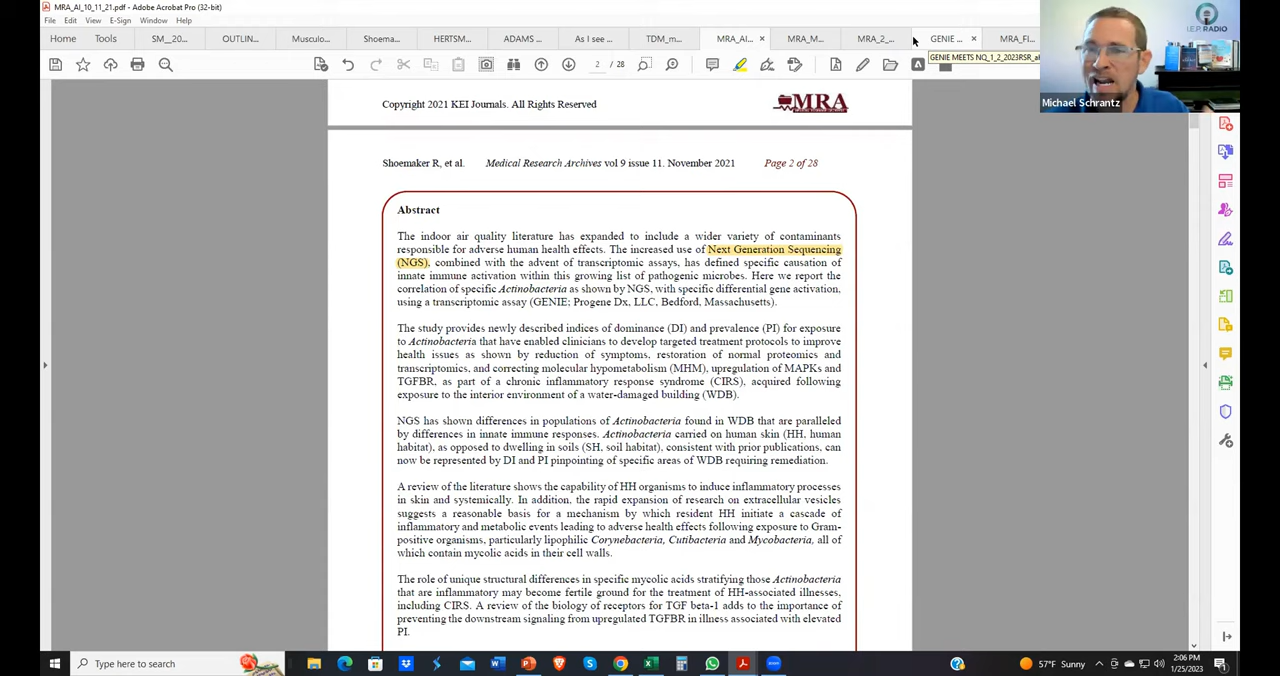 MRA_AI_10_11_21.pdf - Adobe Acrobat Pro (32-bit)
File Edit View E-Sign Window Help
I.E.P. RADIO
Home Tools SM__20... OUTLIN... Musculo... Shoema... HERTSM... ADAMS ... As I see ... TDM_m... MRA_AI... × MRA_M... MRA_2_... GENIE ... × MRA_FI...
GENIE MEETS NQ_1_2_2023RSR_a
2 / 28
Michael Schrantz
Copyright 2021 KEI Journals. All Rights Reserved
MRA
Shoemaker R, et al. Medical Research Archives vol 9 issue 11. November 2021 Page 2 of 28
Abstract
The indoor air quality literature has expanded to include a wider variety of contaminants
responsible for adverse human health effects. The increased use of Next Generation Sequencing
(NGS), combined with the advent of transcriptomic assays, has defined specific causation of
innate immune activation within this growing list of pathogenic microbes. Here we report the
correlation of specific Actinobacteria as shown by NGS, with specific differential gene activation,
using a transcriptomic assay (GENIE; Progene Dx, LLC, Bedford, Massachusetts).
The study provides newly described indices of dominance (DI) and prevalence (PI) for exposure
to Actinobacteria that have enabled clinicians to develop targeted treatment protocols to improve
health issues as shown by reduction of symptoms, restoration of normal proteomics and
transcriptomics, and correcting molecular hypometabolism (MHM), upregulation of MAPKs and
TGFBR, as part of a chronic inflammatory response syndrome (CIRS), acquired following
exposure to the interior environment of a water-damaged building (WDB).
NGS has shown differences in populations of Actinobacteria found in WDB that are paralleled
by differences in innate immune responses. Actinobacteria carried on human skin (HH, human
habitat), as opposed to dwelling in soils (SH, soil habitat), consistent with prior publications, can
now be represented by DI and PI pinpointing of specific areas of WDB requiring remediation.
A review of the literature shows the capability of HH organisms to induce inflammatory processes
in skin and systemically. In addition, the rapid expansion of research on extracellular vesicles
suggests a reasonable basis for a mechanism by which resident HH initiate a cascade of
inflammatory and metabolic events leading to adverse health effects following exposure to Gram-
positive organisms, particularly lipophilic Corynebacteria, Cutibacteria and Mycobacteria, all of
which contain mycolic acids in their cell walls.
The role of unique structural differences in specific mycolic acids stratifying those Actinobacteria
that are inflammatory may become fertile ground for the treatment of HH-associated illnesses,
including CIRS. A review of the biology of receptors for TGF beta-1 adds to the importance of
preventing the downstream signaling from upregulated TGFBR in illness associated with elevated
PI.
Type here to search
57°F Sunny
2:06 PM
1/25/2023